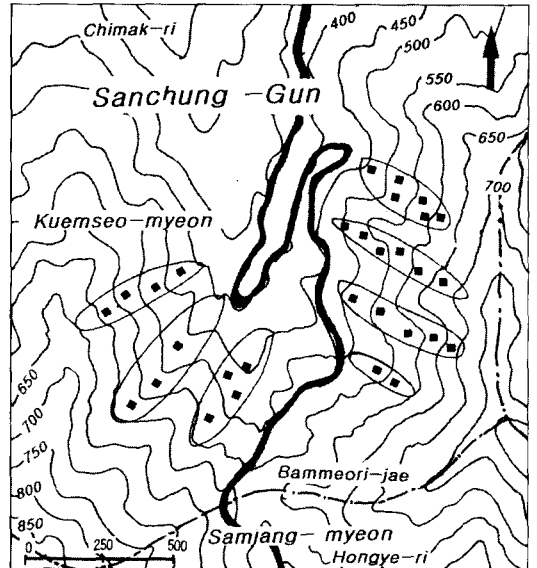 Chimak-ri
400
450
500
Sanchung -Gun
550
600
650
700
Kuemseo-myeon
650
700
750
800
850
Bammeori-jae
Samjang- myeon
Hongye-ri
0 250 500